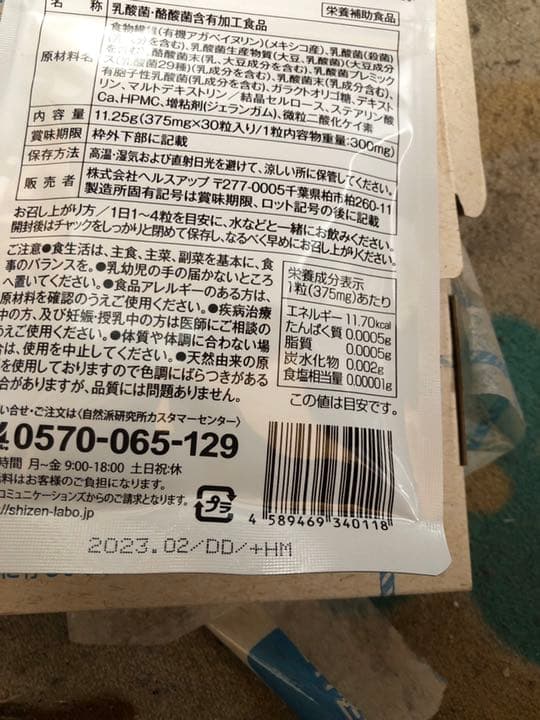 栄養補助食品
名 称 乳酸菌・酪酸菌含有加工食品
原材料名
食物繊維(有機アガベイヌリン)(メキシコ産)、乳酸菌(殺菌)
(乳成分を含む)、乳酸菌生産物質(大豆、乳酸菌)(大豆成分
を含む)、酪酸菌末(乳、大豆成分を含む)、乳酸菌プレミック
ス(乳酸菌29種)(乳成分を含む)、乳酸菌末(乳成分を含む)、
有胞子性乳酸菌(乳成分を含む)、ガラクトオリゴ糖、デキスト
リン、マルトデキストリン/結晶セルロース、ステアリン酸
Ca、HPMC、増粘剤(ジェランガム)、微粒二酸化ケイ素
内 容 量 11.25g(375mg×30粒入り/1粒内容物重量:300mg)
賞味期限 枠外下部に記載
保存方法 高温・湿気および直射日光を避けて、涼しい所に保管してください。
販 売 者 株式会社ヘルスアップ 〒277-0005千葉県柏市柏260-11
製造所固有記号は賞味期限、ロット記号の後に記載
お召し上がり方/1日1~4粒を目安に、水などと一緒にお飲みください。
開封後はチャックをしっかりと閉めて保存し、なるべく早めにお召し上がりください。
ご注意●食生活は、主食、主菜、副菜を基本に、食
事のバランスを。●乳幼児の手の届かないところ
へ置いてください。●食品アレルギーのある方は、
原材料を確認のうえご使用ください。●疾病治療
中の方、及び妊娠・授乳中の方は医師にご相談の
うえご使用ください。●体質や体調に合わない場
合は、使用を中止してください。●天然由来の原
を使用しておりますので色調にばらつきがある
合がありますが、品質には問題ありません。
栄養成分表示
1粒(375mg)あたり
エネルギー 11.70kcal
たんぱく質 0.0005g
脂質 0.0005g
炭水化物 0.002g
食塩相当量 0.00001g
この値は目安です。
い合せ・ご注文は〈自然派研究所カスタマーセンター〉
0570-065-129
時間 月~金 9:00-18:00 土日祝:休
料はお客様のご負担になります。
コミュニケーションズからのご請求となります。
//shizen-labo.jp
プラ
4 589469 340118
2023.02/DD/+HM